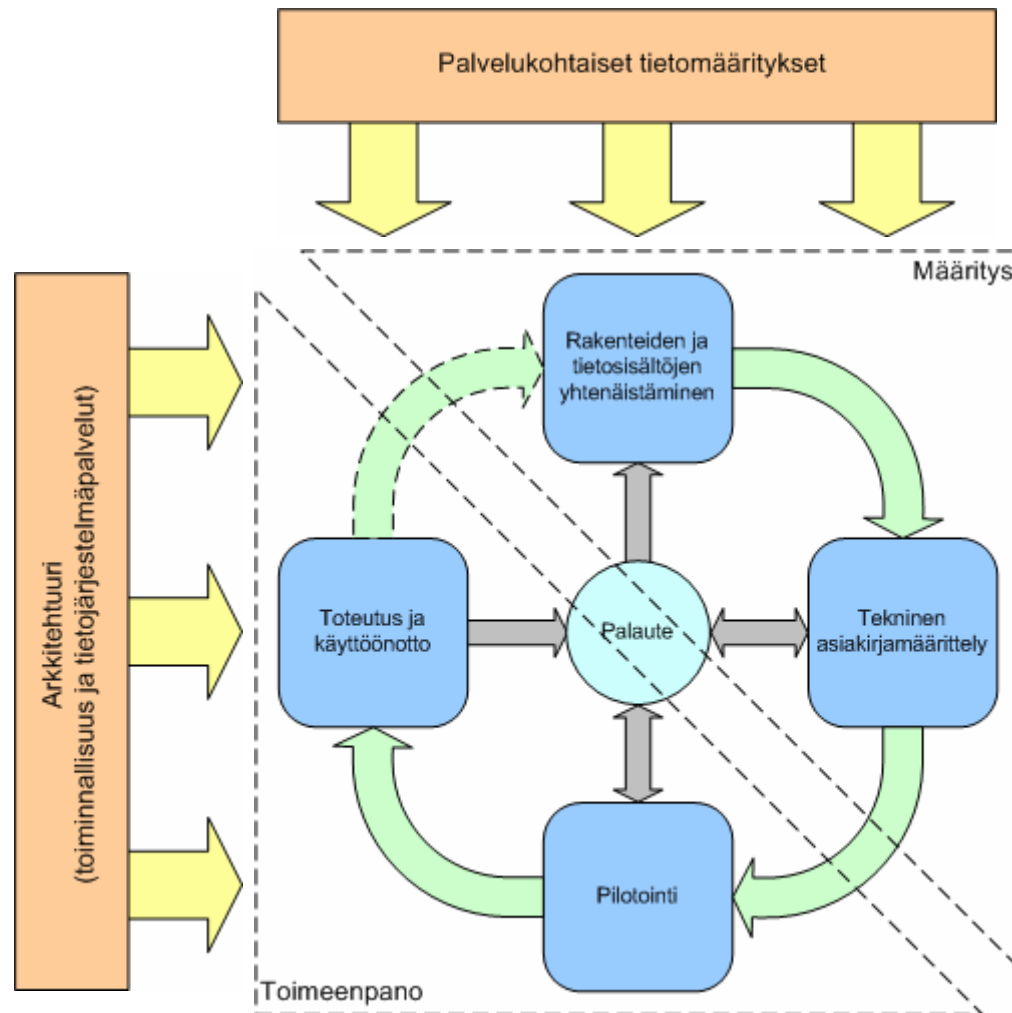 Palvelukohtaiset tietomääritykset
Määritys
Rakenteiden ja
tietosisältöjen
yhtenäistäminen
Arkkitehtuuri
(toiminnallisuus ja tietojärjestelmäpalvelut)
Toteutus ja
käyttöönotto
Palaute
Tekninen
asiakirjamäärittely
Pilotointi
Toimeenpano